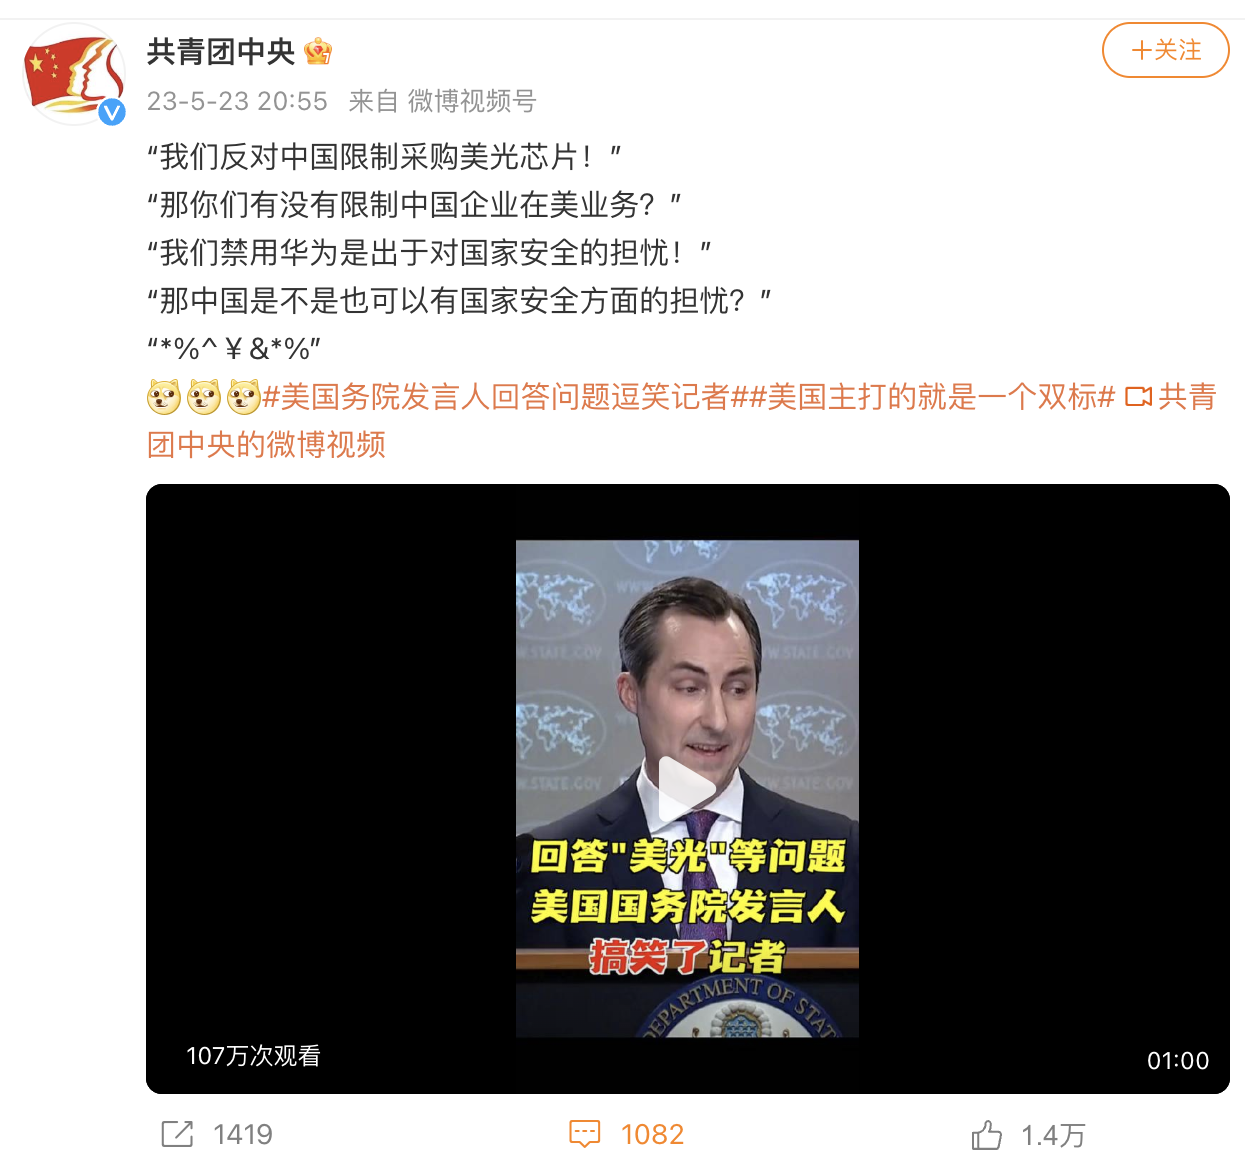 共青团中央
+关注
23-5-23 20:55 来自 微博视频号
“我们反对中国限制采购美光芯片！”
“那你们有没有限制中国企业在美业务？”
“我们禁用华为是出于对国家安全的担忧！”
“那中国是不是也可以有国家安全方面的担忧？”
“*%^￥&*%”
#美国务院发言人回答问题逗笑记者##美国主打的就是一个双标# 共青
团中央的微博视频
W.STATE.GOV
W.STATE.GOV
W.STATE.GOV
W.STATE.GOV
回答"美光"等问题
美国国务院发言人
搞笑了记者
DEPARTMENT OF STAT
107万次观看
01:00
1419
1082
1.4万